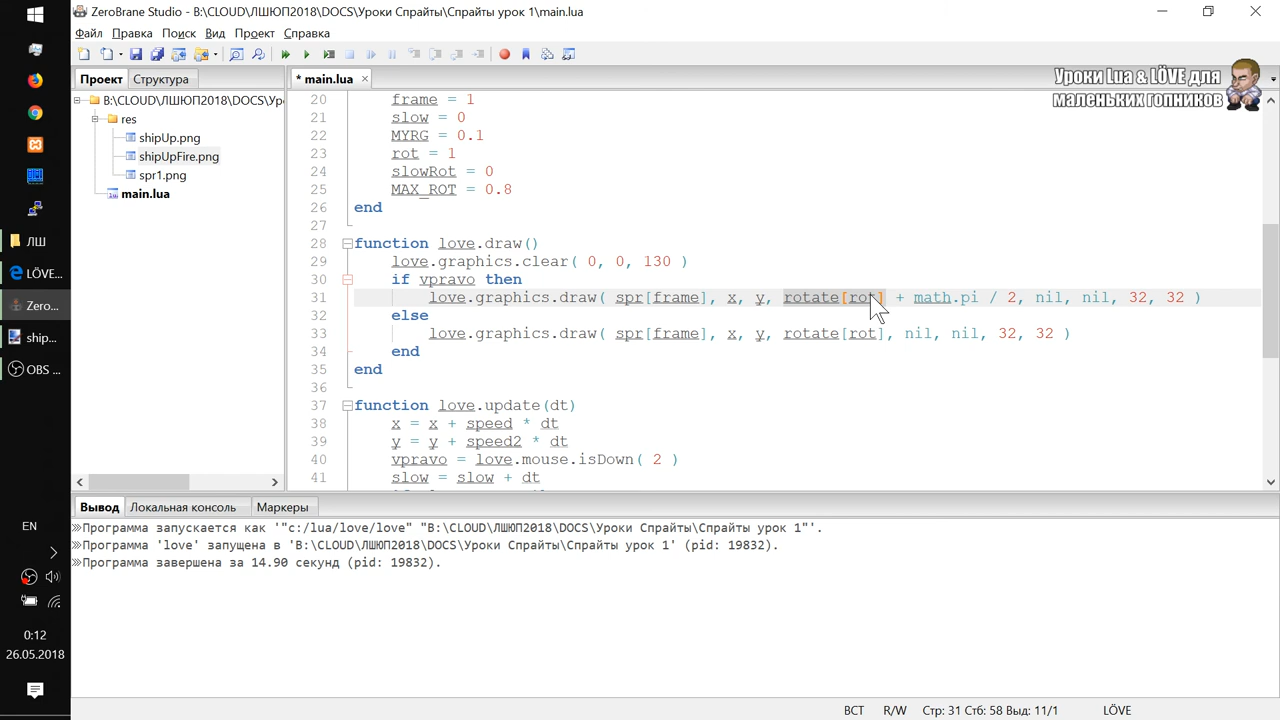 ZeroBrane Studio - B:\CLOUD\ЛШЮП2018\DOCS\Уроки Спрайты\Спрайты урок 1\main.lua
Файл Правка Поиск Вид Проект Справка
Проект Структура
* main.lua
Уроки Lua & LÖVE для
маленьких гопников
B:\CLOUD\ЛШЮП2018\DOCS\Уро
res
shipUp.png
shipUpFire.png
spr1.png
main.lua
20 frame = 1
21 slow = 0
22 MYRG = 0.1
23 rot = 1
24 slowRot = 0
25 MAX_ROT = 0.8
26 end
27
28 function love.draw()
29 love.graphics.clear( 0, 0, 130 )
30 if vpravo then
31 love.graphics.draw( spr[frame], x, y, rotate[rot] + math.pi / 2, nil, nil, 32, 32 )
32 else
33 love.graphics.draw( spr[frame], x, y, rotate[rot], nil, nil, 32, 32 )
34 end
35 end
36
37 function love.update(dt)
38 x = x + speed * dt
39 y = y + speed2 * dt
40 vpravo = love.mouse.isDown( 2 )
41 slow = slow + dt
Вывод Локальная консоль Маркеры
Программа запускается как '"c:/lua/love/love" "B:\CLOUD\ЛШЮП2018\DOCS\Уроки Спрайты\Спрайты урок 1"'.
Программа 'love' запущена в 'B:\CLOUD\ЛШЮП2018\DOCS\Уроки Спрайты\Спрайты урок 1' (pid: 19832).
Программа завершена за 14.90 секунд (pid: 19832).
ВСТ R/W Стр: 31 Стб: 58 Выд: 11/1 LÖVE
ЛШ
LÖVE...
Zero...
ship...
OBS ...
EN
0:12
26.05.2018